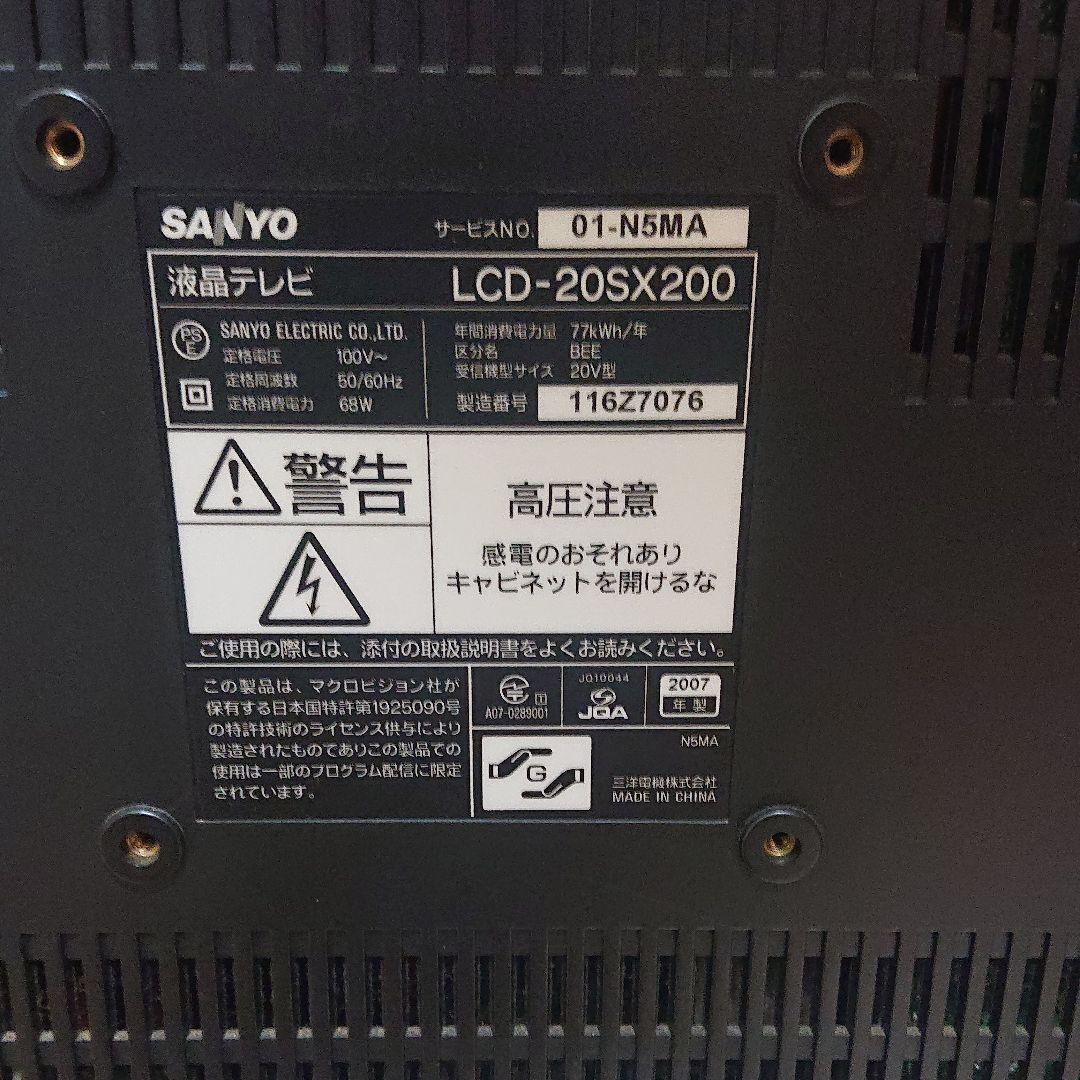 SANYO
サービスNO. 01-N5MA
液晶テレビ LCD-20SX200
PS E
SANYO ELECTRIC CO.,LTD.
定格電圧 100V~
定格周波数 50/60Hz
定格消費電力 68W
年間消費電力量 77kWh/年
区分名 BEE
受信機型サイズ 20V型
製造番号 116Z7076
警告
高圧注意
感電のおそれあり
キャビネットを開けるな
ご使用の際には、添付の取扱説明書をよくお読みください。
この製品は、マクロビジョン社が
保有する日本国特許第1925090号
の特許技術のライセンス供与により
製造されたものでありこの製品での
使用は一部のプログラム配信に限定
されています。
T
A07-0289001
JQ10044
JQA
2007
年製
G
N5MA
三洋電機株式会社
MADE IN CHINA